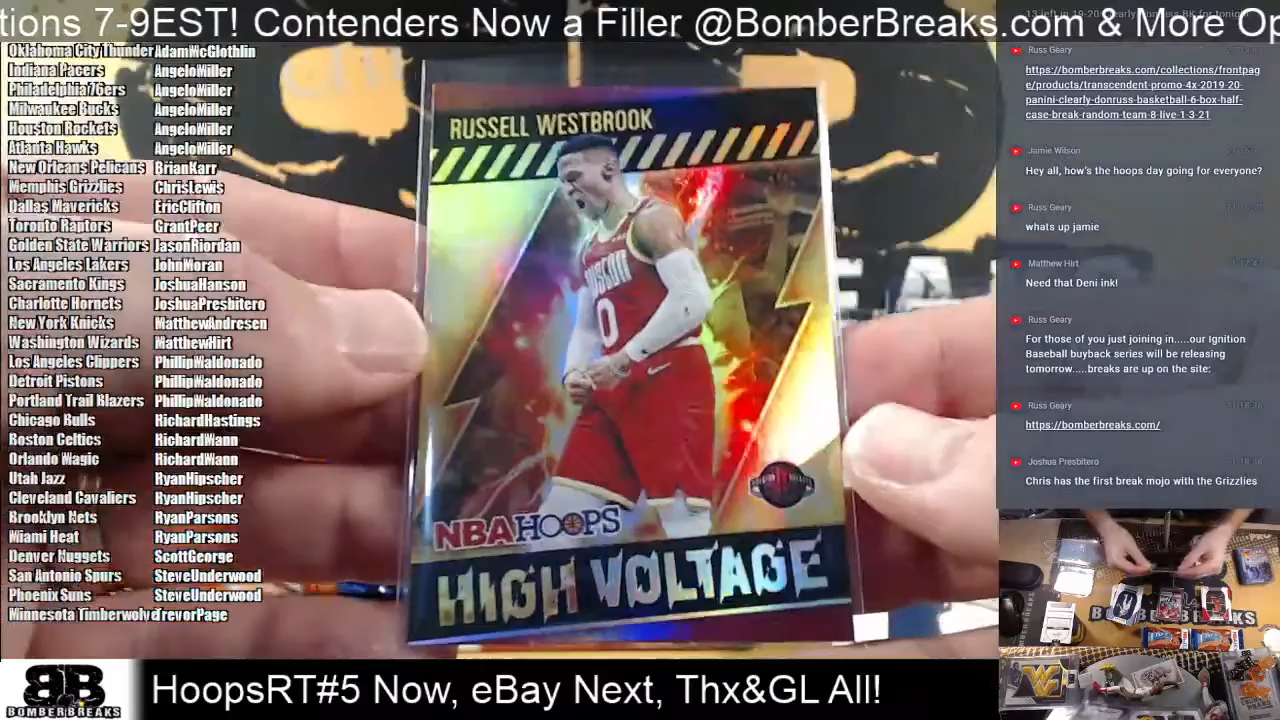 tions 7-9EST! Contenders Now a Filler @BomberBreaks.com & More Op
Oklahoma City Thunder AdamMcGlothlin
Indiana Pacers AngeloMiller
Philadelphia 76ers AngeloMiller
Milwaukee Bucks AngeloMiller
Houston Rockets AngeloMiller
Atlanta Hawks AngeloMiller
New Orleans Pelicans BrianKarr
Memphis Grizzlies ChrisLewis
Dallas Mavericks EricClifton
Toronto Raptors GrantPeer
Golden State Warriors JasonRiordan
Los Angeles Lakers JohnMoran
Sacramento Kings JoshuaHanson
Charlotte Hornets JoshuaPresbitero
New York Knicks MatthewAndresen
Washington Wizards MatthewHirt
Los Angeles Clippers PhillipMaldonado
Detroit Pistons PhillipMaldonado
Portland Trail Blazers PhillipMaldonado
Chicago Bulls RichardHastings
Boston Celtics RichardWann
Orlando Magic RichardWann
Utah Jazz RyanHipscher
Cleveland Cavaliers RyanHipscher
Brooklyn Nets RyanParsons
Miami Heat RyanParsons
Denver Nuggets ScottGeorge
San Antonio Spurs SteveUnderwood
Phoenix Suns SteveUnderwood
Minnesota Timberwolve TrevorPage
RUSSELL WESTBROOK
HOUSTON
0
NBA HOOPS
HIGH VOLTAGE
Russ Geary
https://bomberbreaks.com/collections/frontpag
e/products/transcendent-promo-4x-2019-20-
panini-clearly-donruss-basketball-6-box-half-
case-break-random-team-8-live-1-3-21
Jamie Wilson
Hey all, how's the hoops day going for everyone?
Russ Geary
whats up jamie
Matthew Hirt
Need that Deni ink!
Russ Geary
For those of you just joining in.....our Ignition
Baseball buyback series will be releasing
tomorrow.....breaks are up on the site:
Russ Geary
https://bomberbreaks.com/
Joshua Presbitero
Chris has the first break mojo with the Grizzlies
BB
BOMBERBREAKS
HoopsRT#5 Now, eBay Next, Thx&GL All!